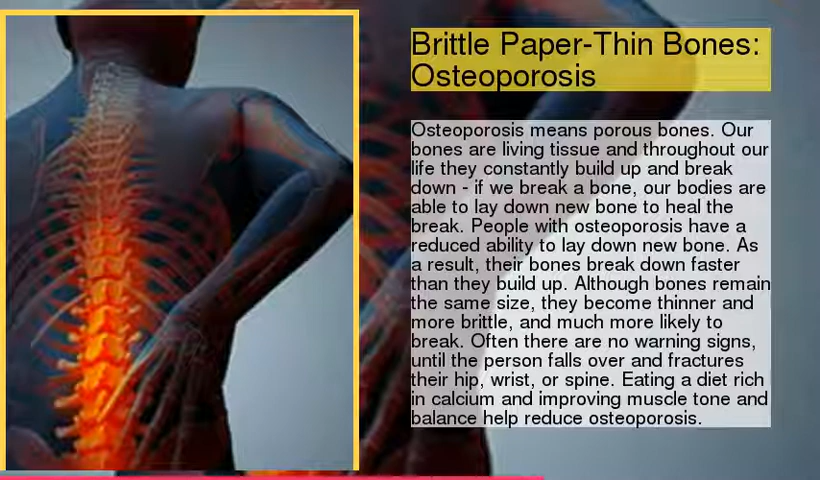 Brittle Paper-Thin Bones:
Osteoporosis
Osteoporosis means porous bones. Our
bones are living tissue and throughout our
life they constantly build up and break
down - if we break a bone, our bodies are
able to lay down new bone to heal the
break. People with osteoporosis have a
reduced ability to lay down new bone. As
a result, their bones break down faster
than they build up. Although bones remain
the same size, they become thinner and
more brittle, and much more likely to
break. Often there are no warning signs,
until the person falls over and fractures
their hip, wrist, or spine. Eating a diet rich
in calcium and improving muscle tone and
balance help reduce osteoporosis.